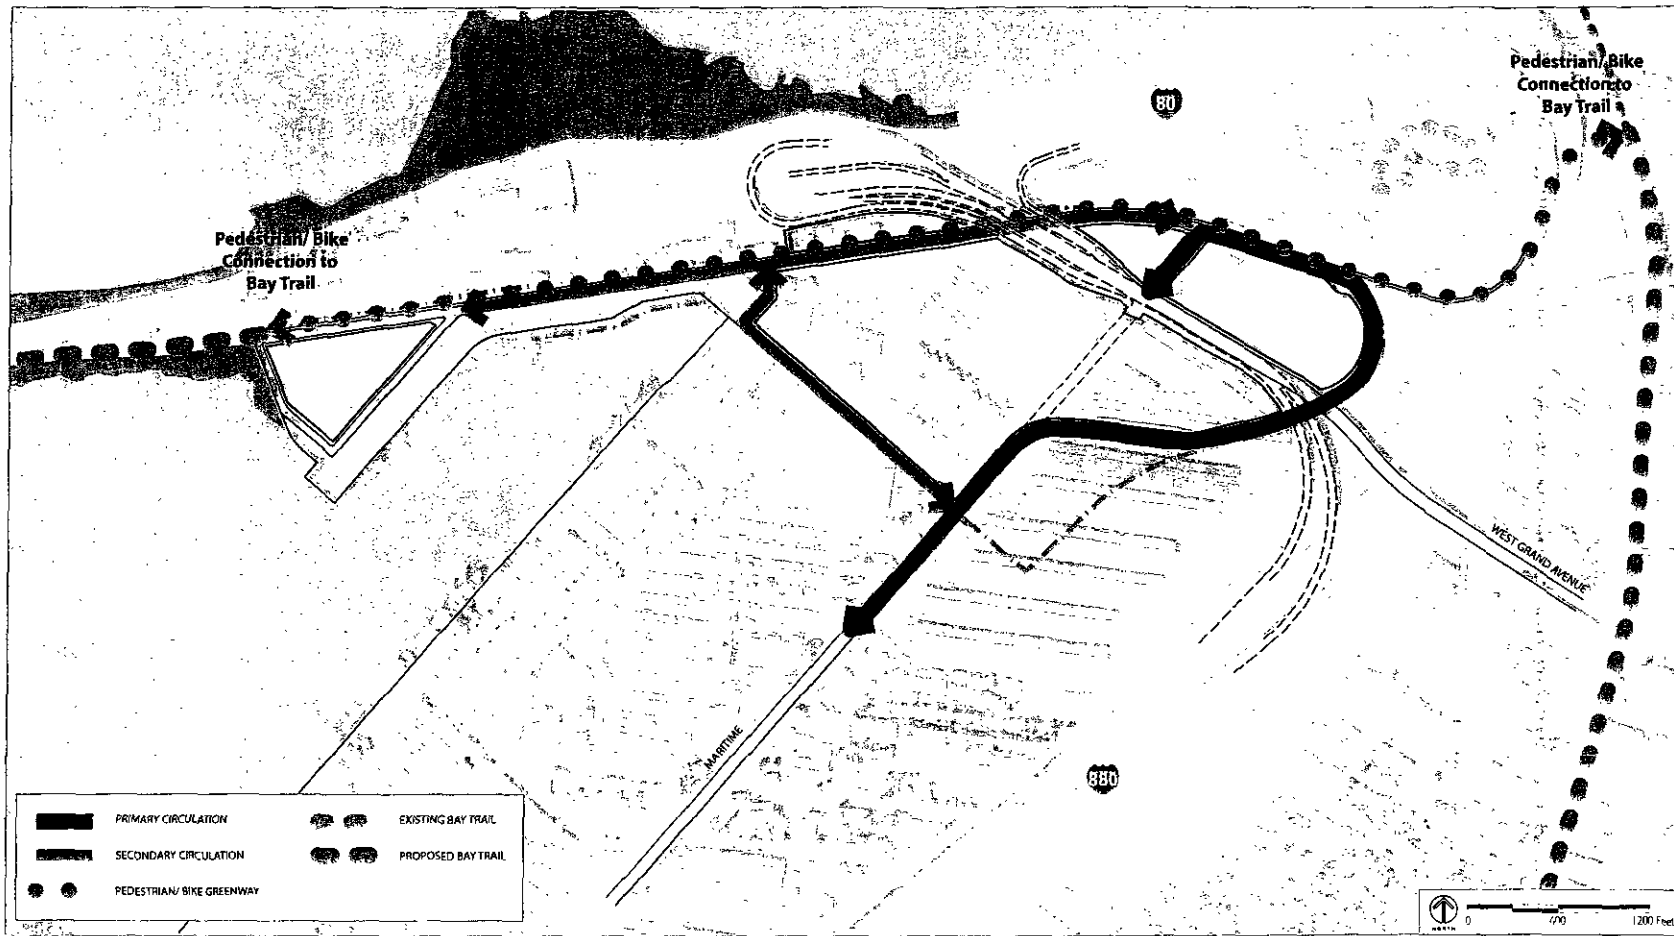 80
Pedestrian/ Bike
Connection to
Bay Trail
Pedestrian/ Bike
Connection to
Bay Trail
WEST GRAND AVENUE
MARITIME
880
PRIMARY CIRCULATION
SECONDARY CIRCULATION
PEDESTRIAN/ BIKE GREENWAY
EXISTING BAY TRAIL
PROPOSED BAY TRAIL
NORTH
0
400
1200 Feet